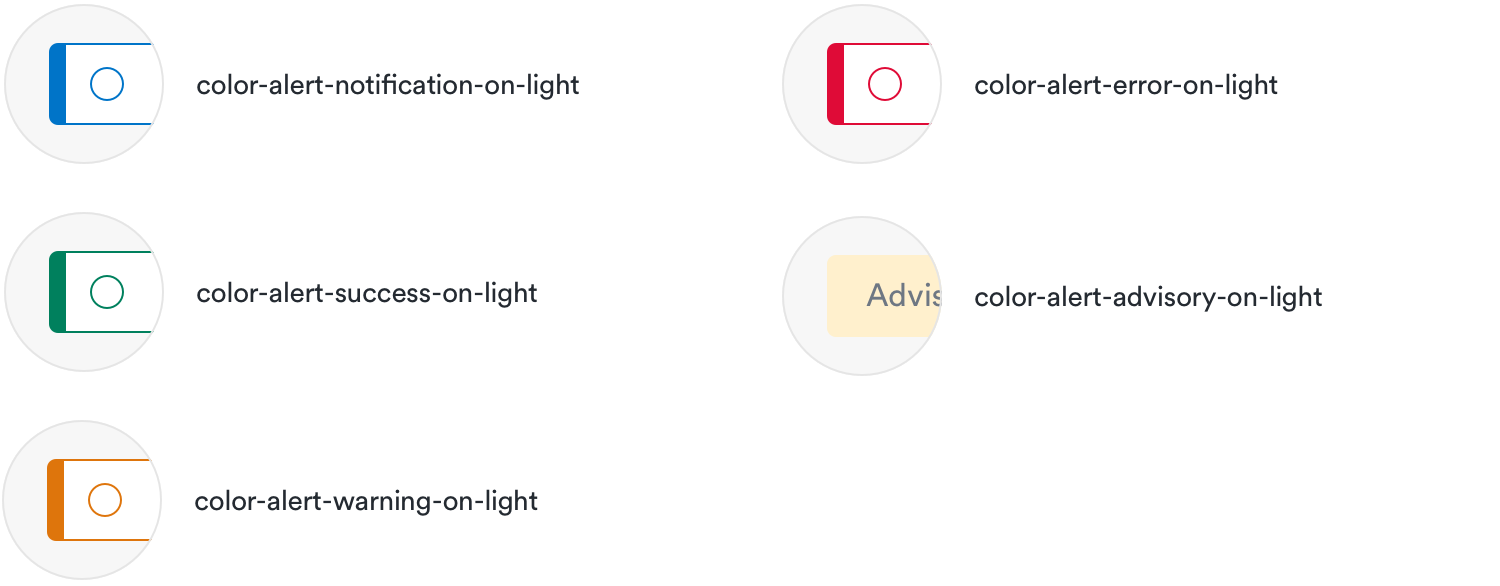 color-alert-notification-on-light
color-alert-error-on-light
color-alert-success-on-light
Advis
color-alert-advisory-on-light
color-alert-warning-on-light